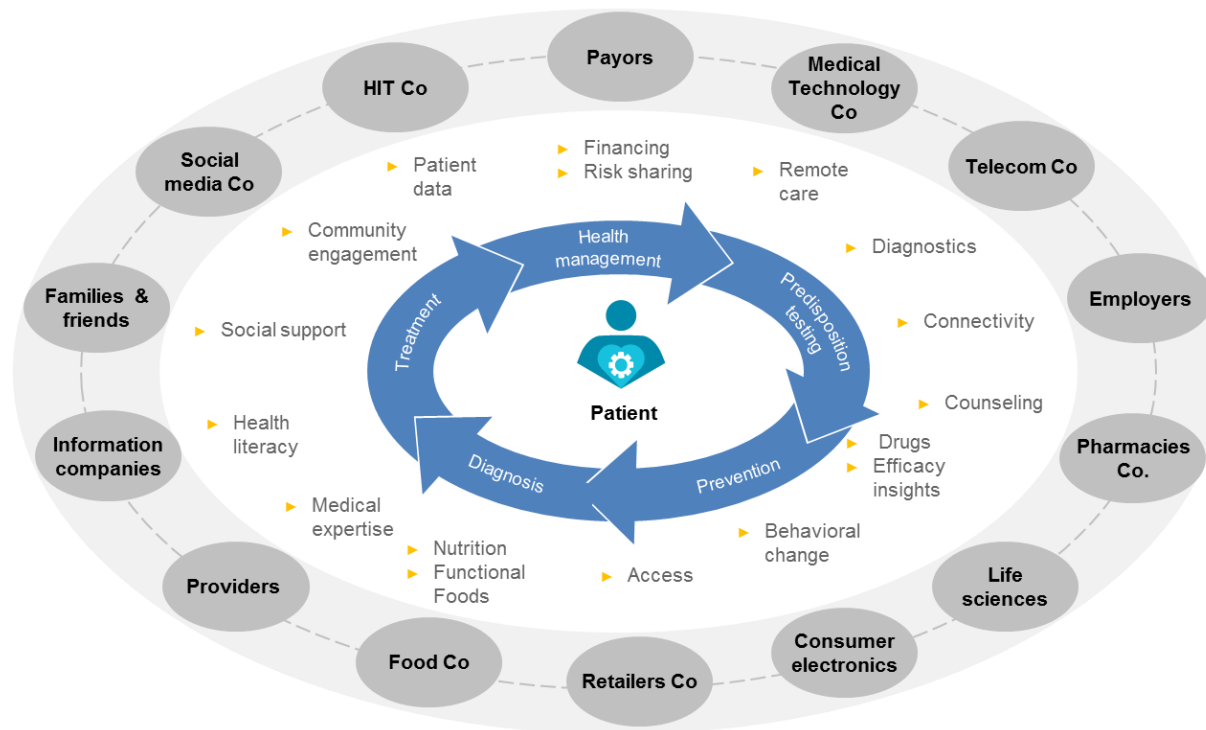 Payors
HIT Co
Medical
Technology
Co
Social
media Co
Telecom Co
Families & 
friends
Employers
Information
companies
Pharmacies
Co.
Providers
Life
sciences
Food Co
Retailers Co
Consumer
electronics
► Patient
data
► Financing
► Risk sharing
► Remote
care
► Community
engagement
► Diagnostics
► Social support
► Connectivity
► Health
literacy
► Counseling
► Drugs
► Efficacy
insights
► Medical
expertise
► Nutrition
► Functional
Foods
► Access
► Behavioral
change
Health
management
Predisposition
testing
Prevention
Diagnosis
Treatment
Patient